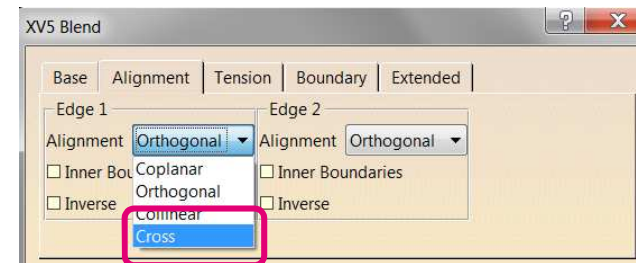 XV5 Blend
Base Alignment Tension Boundary Extended
Edge 1 Edge 2
Alignment Orthogonal Alignment Orthogonal
Inner Bou Coplanar Inner Boundaries
Orthogonal
Inverse Collinear Inverse
Cross